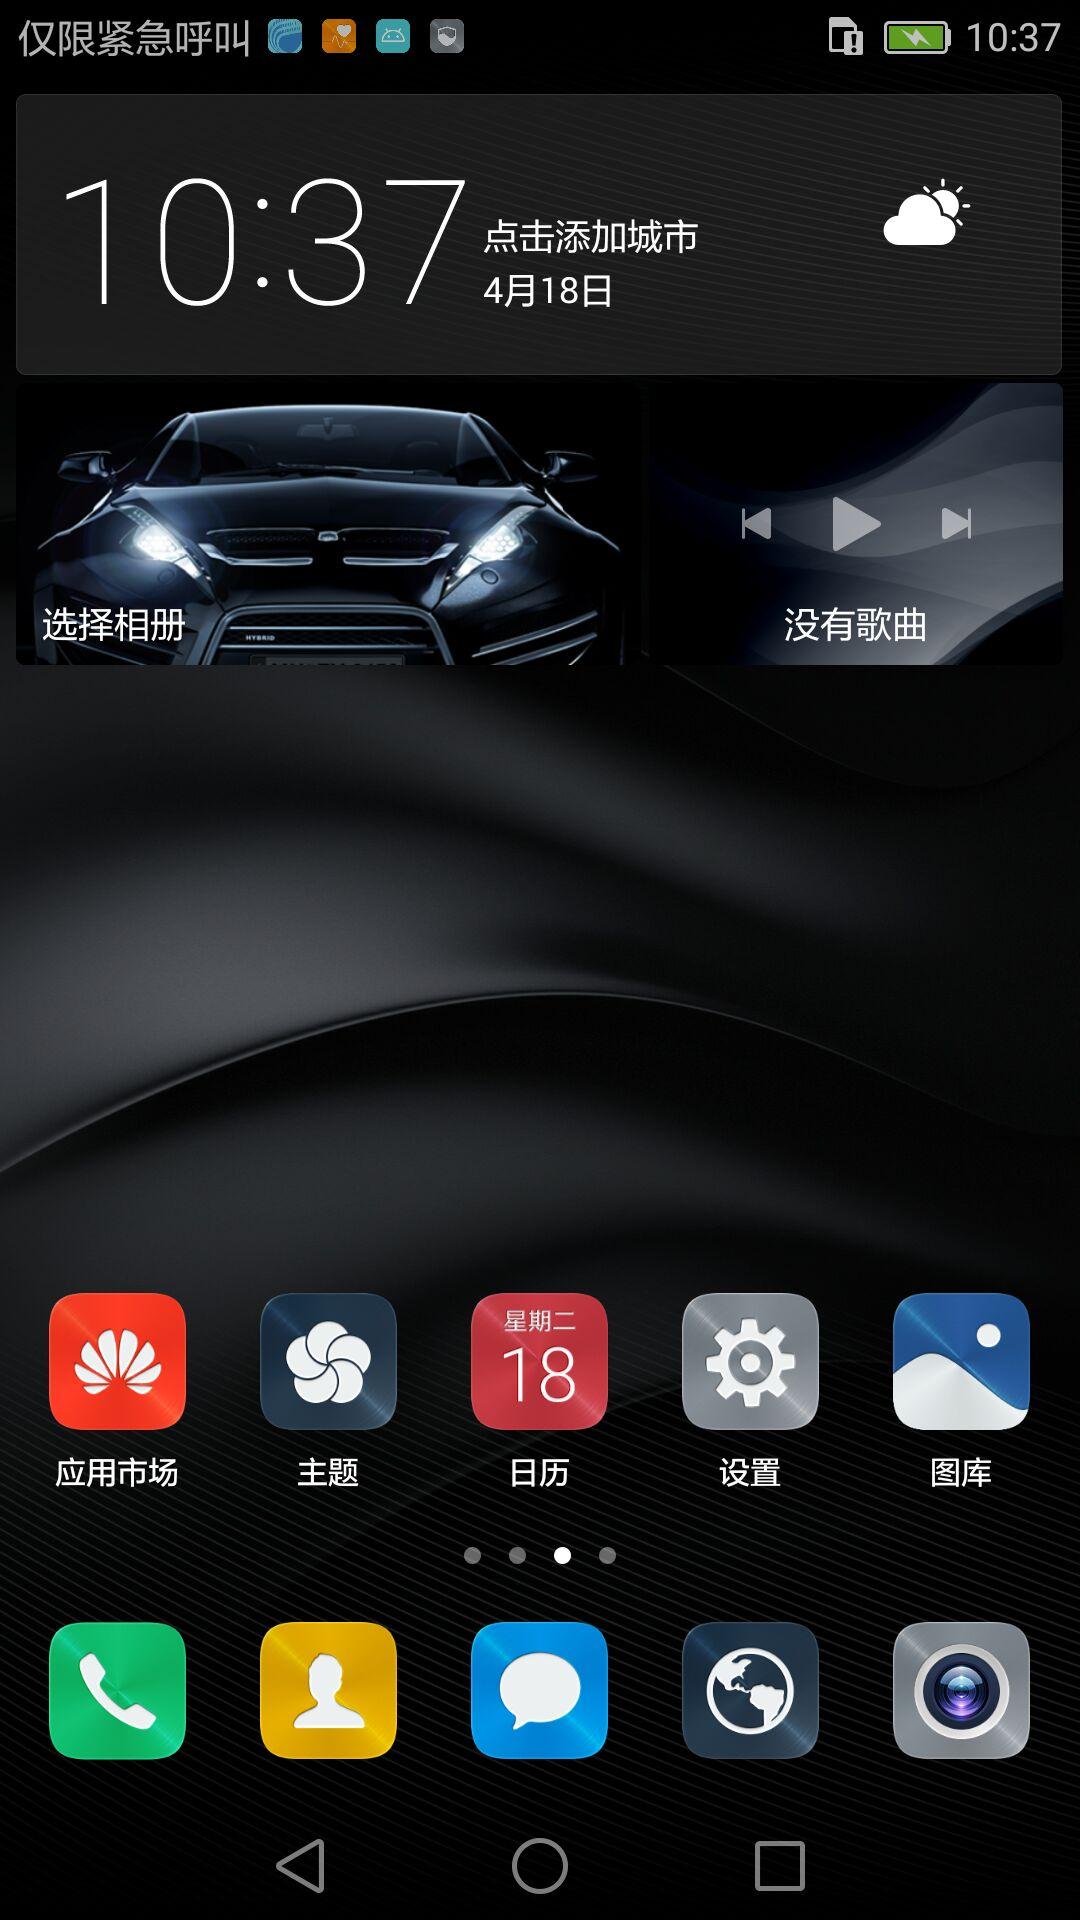 仅限紧急呼叫
10:37
10:37
点击添加城市
4月18日
HYBRID
选择相册
没有歌曲
星期二
18
应用市场
主题
日历
设置
图库